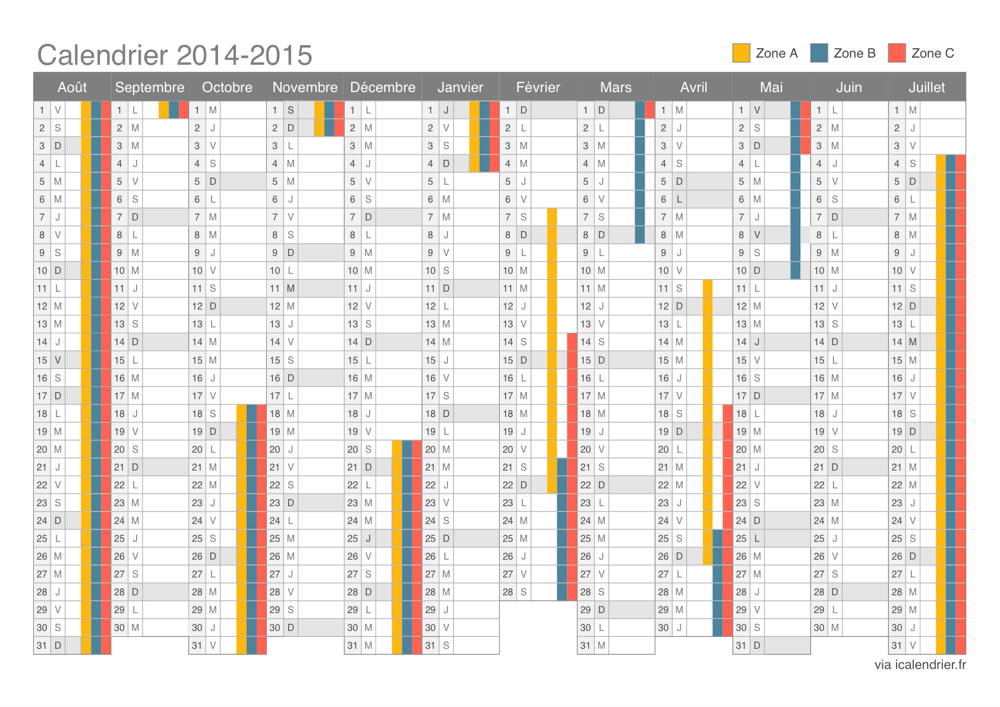 Calendrier 2014-2015
Zone A Zone B Zone C
Août Septembre Octobre Novembre Décembre Janvier Février Mars Avril Mai Juin Juillet
1 V 1 L 1 M 1 S 1 L 1 J 1 D 1 D 1 M 1 V 1 L 1 M
2 S 2 M 2 J 2 D 2 M 2 V 2 L 2 L 2 J 2 S 2 M 2 J
3 D 3 M 3 V 3 L 3 M 3 S 3 M 3 M 3 V 3 D 3 M 3 V
4 L 4 J 4 S 4 M 4 J 4 D 4 M 4 M 4 S 4 L 4 J 4 S
5 M 5 V 5 D 5 M 5 V 5 L 5 J 5 J 5 D 5 M 5 V 5 D
6 M 6 S 6 L 6 J 6 S 6 M 6 V 6 V 6 L 6 M 6 S 6 L
7 J 7 D 7 M 7 V 7 D 7 M 7 S 7 S 7 M 7 J 7 D 7 M
8 V 8 L 8 M 8 S 8 L 8 J 8 D 8 D 8 M 8 V 8 L 8 M
9 S 9 M 9 J 9 D 9 M 9 V 9 L 9 L 9 J 9 S 9 M 9 J
10 D 10 M 10 V 10 L 10 M 10 S 10 M 10 M 10 V 10 D 10 M 10 V
11 L 11 J 11 S 11 M 11 J 11 D 11 M 11 M 11 S 11 L 11 J 11 S
12 M 12 V 12 D 12 M 12 V 12 L 12 J 12 J 12 D 12 M 12 V 12 D
13 M 13 S 13 L 13 J 13 S 13 M 13 V 13 V 13 L 13 M 13 S 13 L
14 J 14 D 14 M 14 V 14 D 14 M 14 S 14 S 14 M 14 J 14 D 14 M
15 V 15 L 15 M 15 S 15 L 15 J 15 D 15 D 15 M 15 V 15 L 15 M
16 S 16 M 16 J 16 D 16 M 16 V 16 L 16 L 16 J 16 S 16 M 16 J
17 D 17 M 17 V 17 L 17 M 17 S 17 M 17 M 17 V 17 D 17 M 17 V
18 L 18 J 18 S 18 M 18 J 18 D 18 M 18 M 18 S 18 L 18 J 18 S
19 M 19 V 19 D 19 M 19 V 19 L 19 J 19 J 19 D 19 M 19 V 19 D
20 M 20 S 20 L 20 J 20 S 20 M 20 V 20 V 20 L 20 M 20 S 20 L
21 J 21 D 21 M 21 V 21 D 21 M 21 S 21 S 21 M 21 J 21 D 21 M
22 V 22 L 22 M 22 S 22 L 22 J 22 D 22 D 22 M 22 V 22 L 22 M
23 S 23 M 23 J 23 D 23 M 23 V 23 L 23 L 23 J 23 S 23 M 23 J
24 D 24 M 24 V 24 L 24 M 24 S 24 M 24 M 24 V 24 D 24 M 24 V
25 L 25 J 25 S 25 M 25 J 25 D 25 M 25 M 25 S 25 L 25 J 25 S
26 M 26 V 26 D 26 M 26 V 26 L 26 J 26 J 26 D 26 M 26 V 26 D
27 M 27 S 27 L 27 J 27 S 27 M 27 V 27 V 27 L 27 M 27 S 27 L
28 J 28 D 28 M 28 V 28 D 28 M 28 S 28 S 28 M 28 J 28 D 28 M
29 V 29 L 29 M 29 S 29 L 29 J 29 D 29 M 29 V 29 L 29 M
30 S 30 M 30 J 30 D 30 M 30 V 30 L 30 J 30 S 30 M 30 J
31 D 31 V 31 M 31 S 31 M 31 D 31 V
via icalendrier.fr